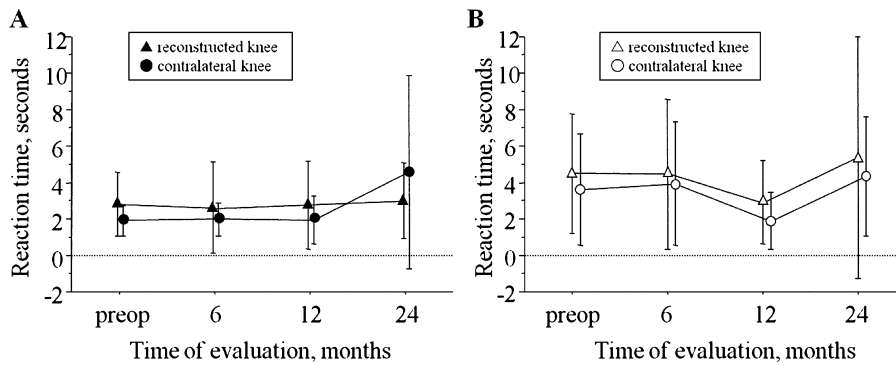 A
Reaction time, seconds
12
10
8
6
4
2
0
-2
reconstructed knee
contralateral knee
preop 6 12 24
Time of evaluation, months
B
Reaction time, seconds
12
10
8
6
4
2
0
-2
reconstructed knee
contralateral knee
preop 6 12 24
Time of evaluation, months